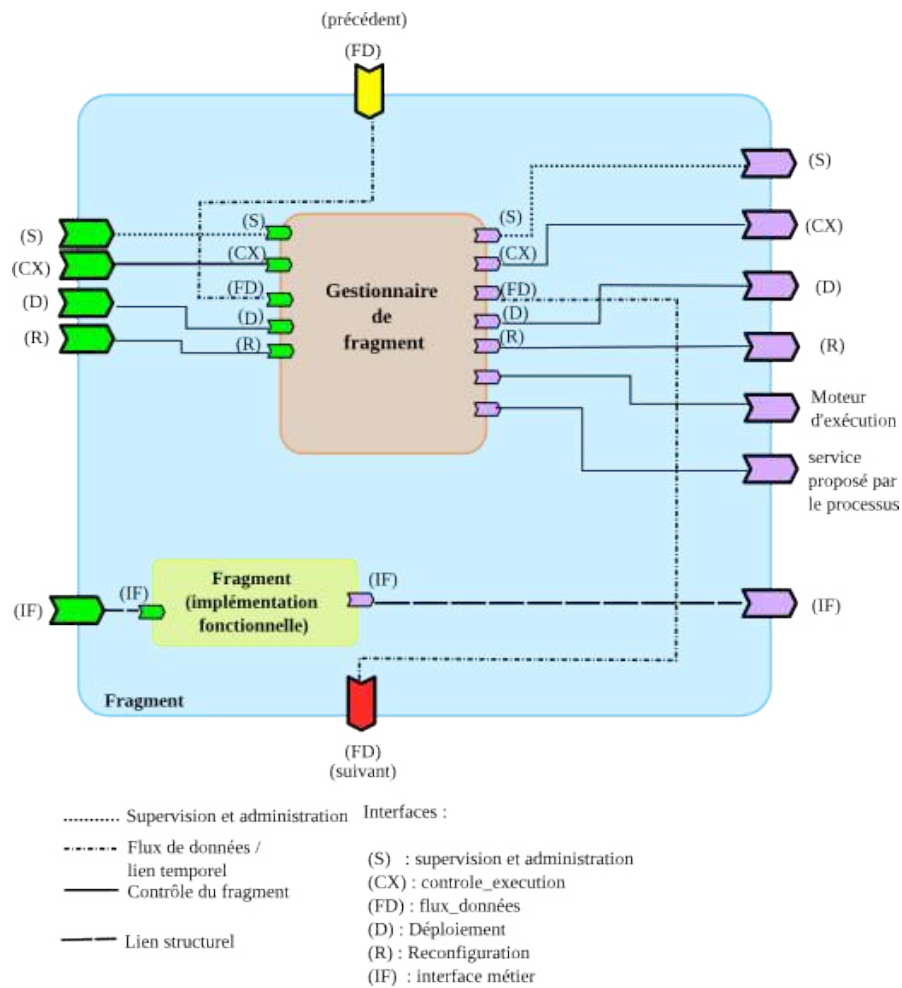 (précédent)
(FD)
(S)
(CX)
(D)
(R)
(S)
(CX)
(FD)
(D)
(R)
Gestionnaire
de
fragment
(S)
(CX)
(FD)
(D)
(R)
(S)
(CX)
(D)
(R)
Moteur
d'exécution
service
proposé par
le processus
(IF)
(IF)
Fragment
(implémentation
fonctionnelle)
(IF)
(IF)
Fragment
(FD)
(suivant)
Supervision et administration
Flux de données /
lien temporel
Contrôle du fragment
Lien structurel
Interfaces :
(S) : supervision et administration
(CX) : controle_execution
(FD) : flux_données
(D) : Déploiement
(R) : Reconfiguration
(IF) : interface métier